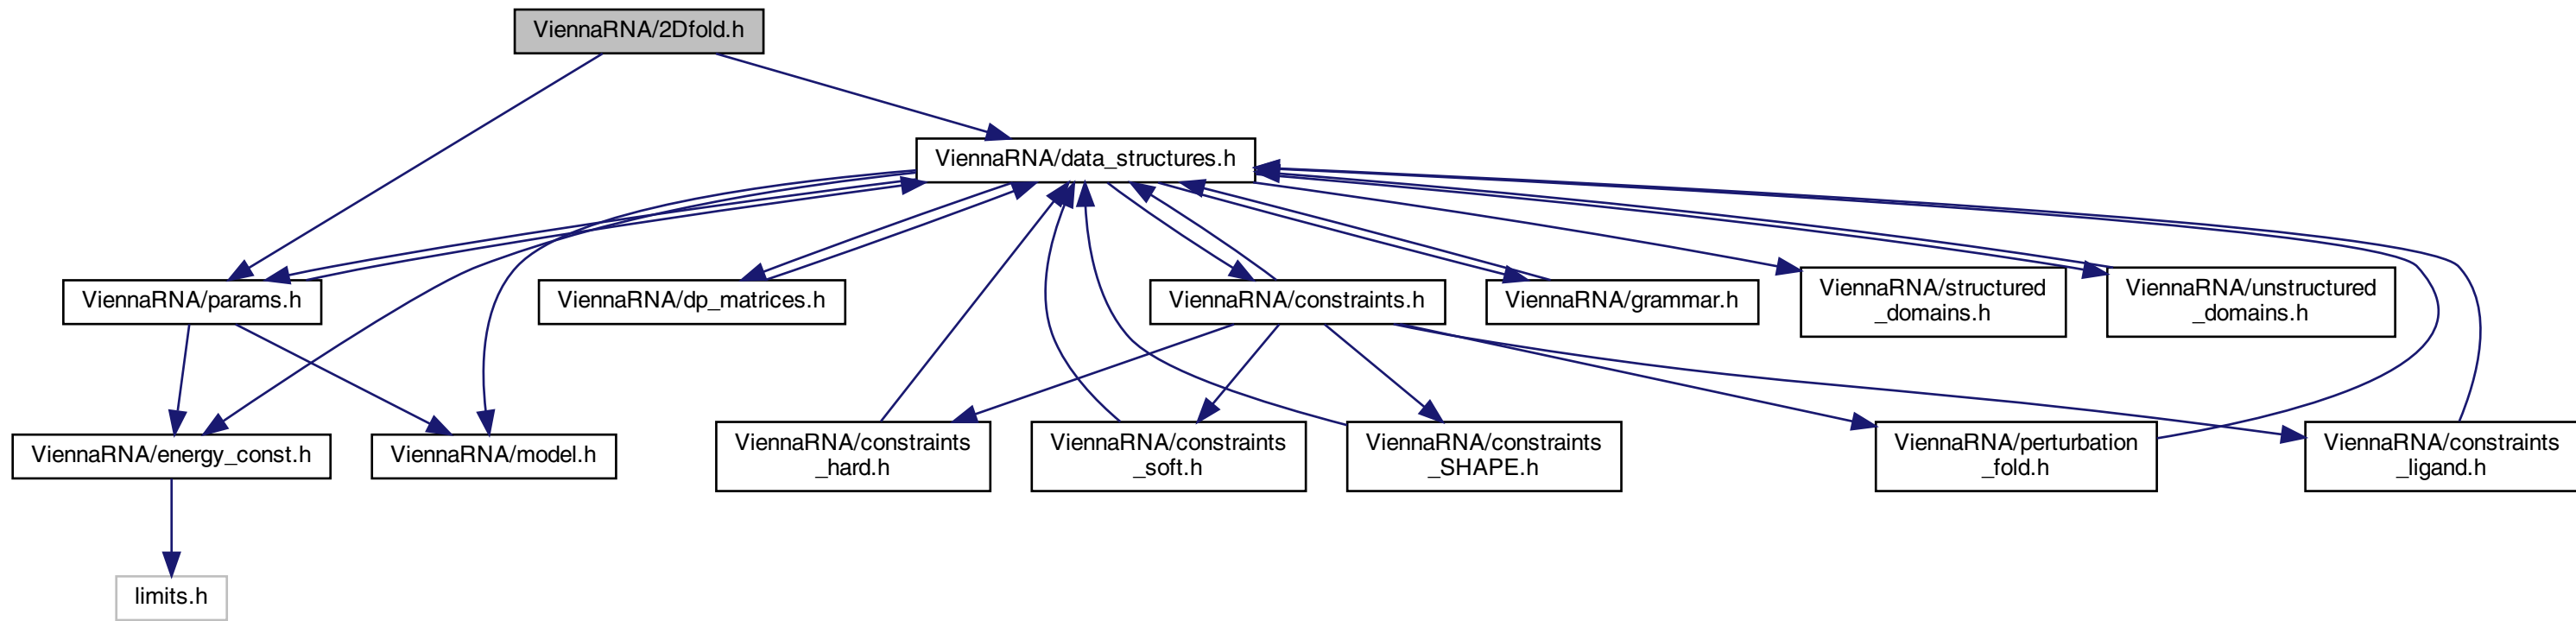 ViennaRNA/2Dfold.h
ViennaRNA/data_structures.h
ViennaRNA/params.h
ViennaRNA/dp_matrices.h
ViennaRNA/constraints.h
ViennaRNA/grammar.h
ViennaRNA/structured
_domains.h
ViennaRNA/unstructured
_domains.h
ViennaRNA/energy_const.h
ViennaRNA/model.h
ViennaRNA/constraints
_hard.h
ViennaRNA/constraints
_soft.h
ViennaRNA/constraints
_SHAPE.h
ViennaRNA/perturbation
_fold.h
ViennaRNA/constraints
_ligand.h
limits.h